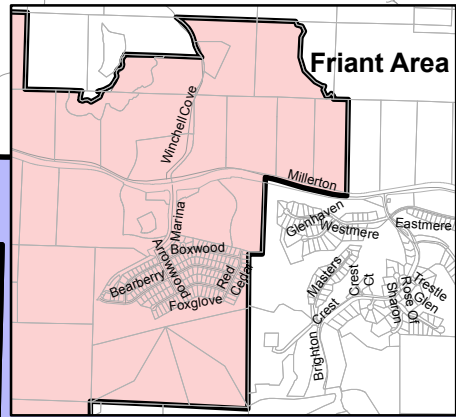 Friant Area
Winchell Cove
Millerton
Marina
Glenhaven
Westmere
Eastmere
Boxwood
Arrowwood
Bearberry
Red
Cedar
Foxglove
Masters
Crest
Ct
Crest
Brighton
Trestle
Glen
Rose Of
Sharon